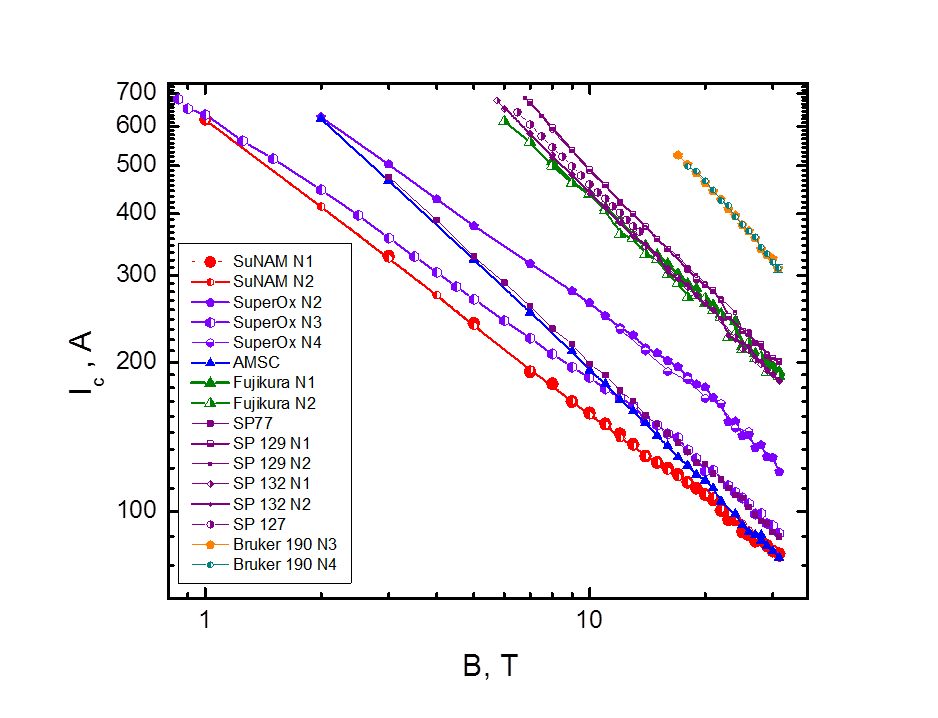 700
600
500
400
300
200
100
I c , A
SuNAM N1
SuNAM N2
SuperOx N2
SuperOx N3
SuperOx N4
AMSC
Fujikura N1
Fujikura N2
SP77
SP 129 N1
SP 129 N2
SP 132 N1
SP 132 N2
SP 127
Bruker 190 N3
Bruker 190 N4
1 10
B, T